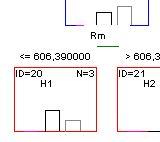 Rm
<= 606,390000 > 606,3
ID=20 N=3 ID=21
H1 H2